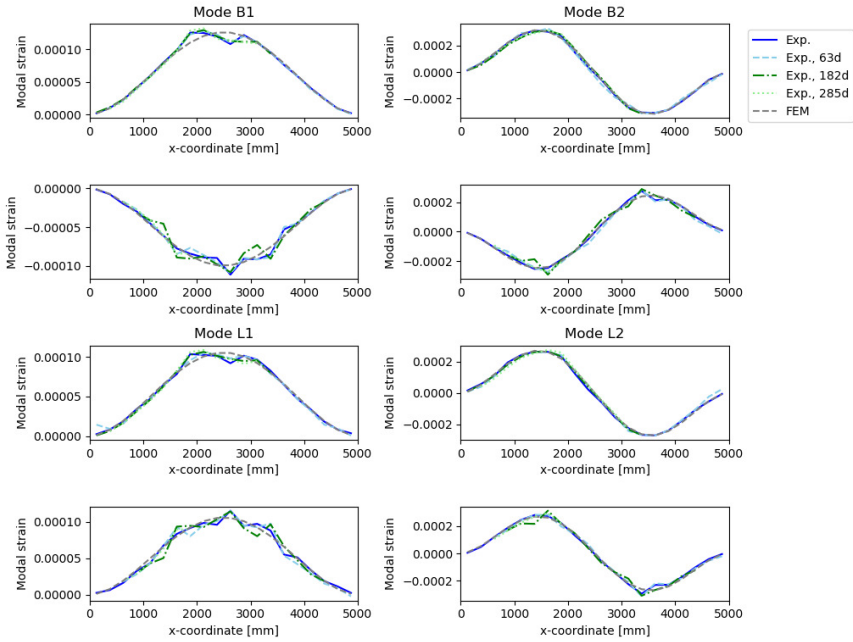 Mode B1
Modal strain
0.00010
0.00005
0.00000
0 1000 2000 3000 4000 5000
x-coordinate [mm]
Mode B2
Modal strain
0.0002
0.0000
−0.0002
0 1000 2000 3000 4000 5000
x-coordinate [mm]
Exp.
Exp., 63d
Exp., 182d
Exp., 285d
FEM
Modal strain
0.00000
−0.00005
−0.00010
0 1000 2000 3000 4000 5000
x-coordinate [mm]
Modal strain
0.0002
0.0000
−0.0002
0 1000 2000 3000 4000 5000
x-coordinate [mm]
Mode L1
Modal strain
0.00010
0.00005
0.00000
0 1000 2000 3000 4000 5000
x-coordinate [mm]
Mode L2
Modal strain
0.0002
0.0000
−0.0002
0 1000 2000 3000 4000 5000
x-coordinate [mm]
Modal strain
0.00010
0.00005
0.00000
0 1000 2000 3000 4000 5000
x-coordinate [mm]
Modal strain
0.0002
0.0000
−0.0002
0 1000 2000 3000 4000 5000
x-coordinate [mm]